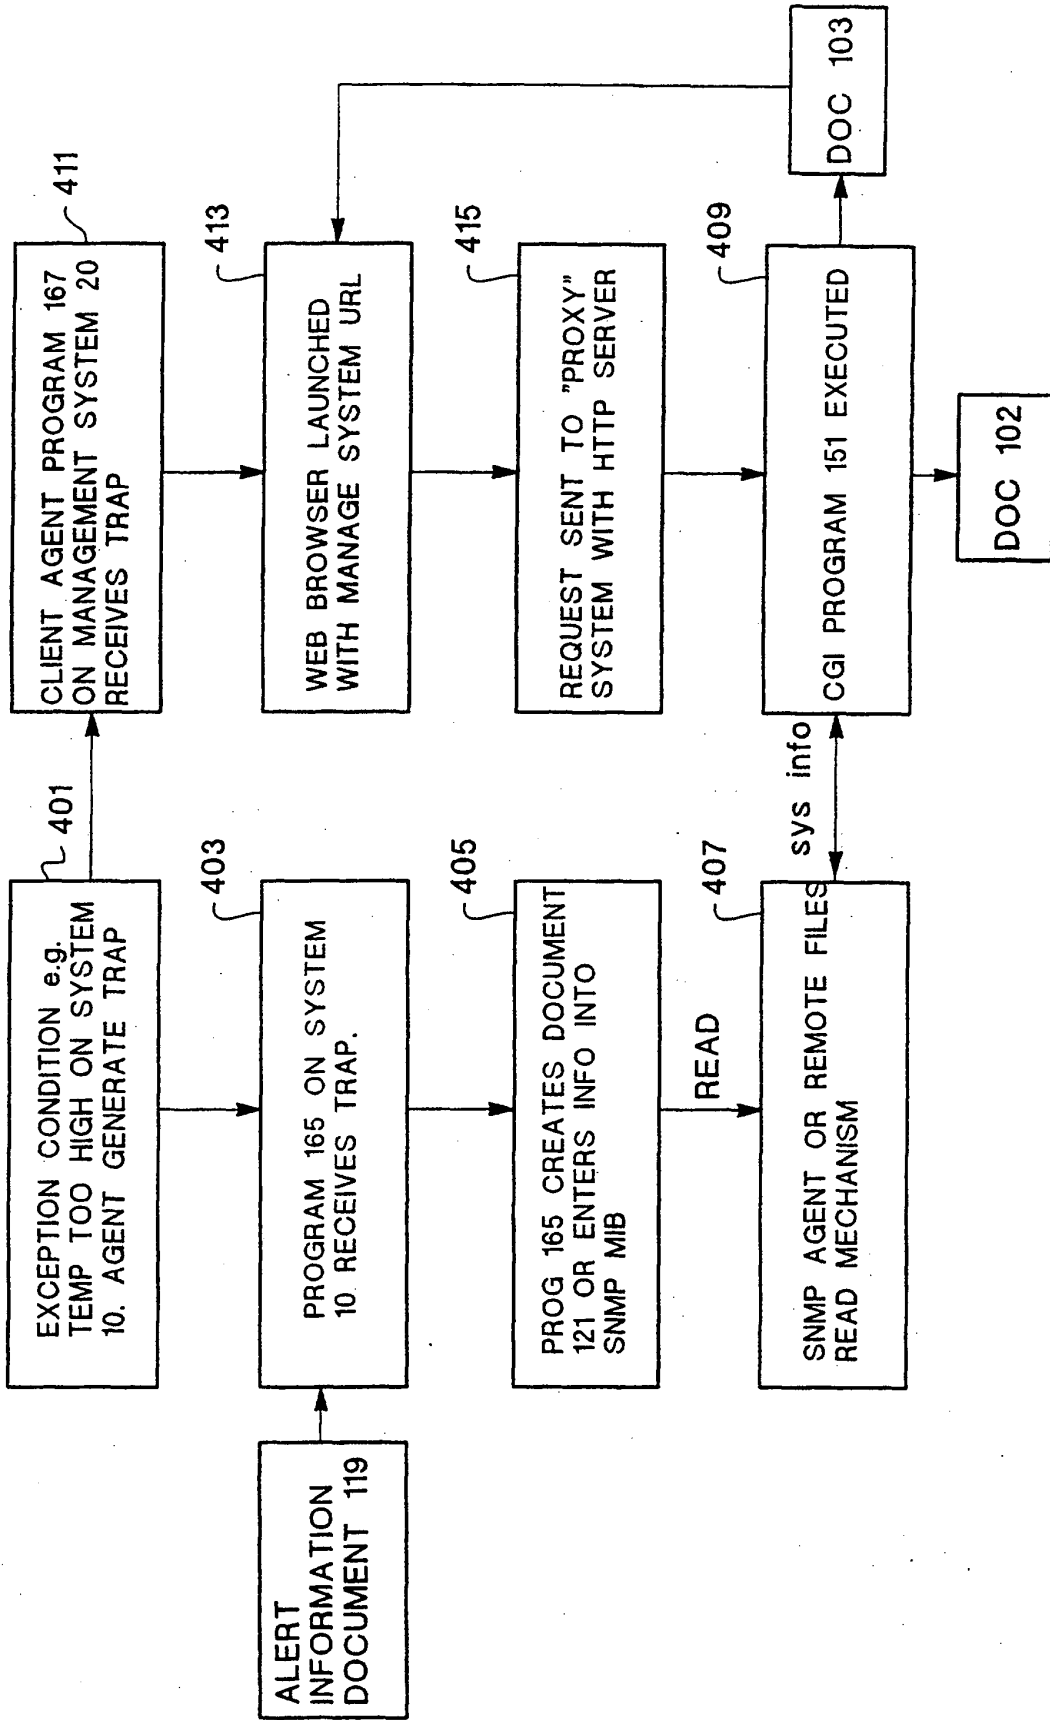 EXCEPTION CONDITION e.g.
TEMP TOO HIGH ON SYSTEM
10. AGENT GENERATE TRAP
401
CLIENT AGENT PROGRAM 167
ON MANAGEMENT SYSTEM 20
RECEIVES TRAP
411
ALERT
INFORMATION
DOCUMENT 119
PROGRAM 165 ON SYSTEM
10 RECEIVES TRAP.
403
WEB BROWSER LAUNCHED
WITH MANAGE SYSTEM URL
413
PROG 165 CREATES DOCUMENT
121 OR ENTERS INFO INTO
SNMP MIB
405
REQUEST SENT TO "PROXY"
SYSTEM WITH HTTP SERVER
415
READ
SNMP AGENT OR REMOTE FILES
READ MECHANISM
407
sys info
CGI PROGRAM 151 EXECUTED
409
DOC 103
DOC 102